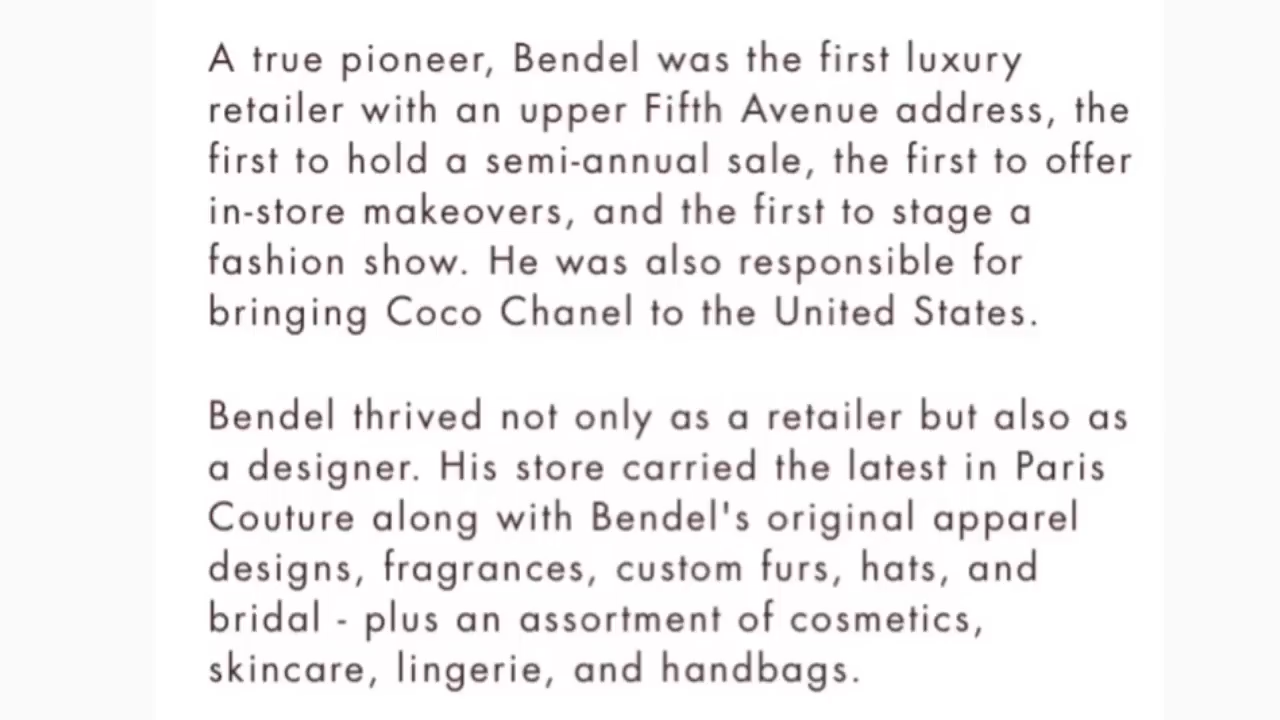 A true pioneer, Bendel was the first luxury
retailer with an upper Fifth Avenue address, the
first to hold a semi-annual sale, the first to offer
in-store makeovers, and the first to stage a
fashion show. He was also responsible for
bringing Coco Chanel to the United States.
Bendel thrived not only as a retailer but also as
a designer. His store carried the latest in Paris
Couture along with Bendel's original apparel
designs, fragrances, custom furs, hats, and
bridal - plus an assortment of cosmetics,
skincare, lingerie, and handbags.